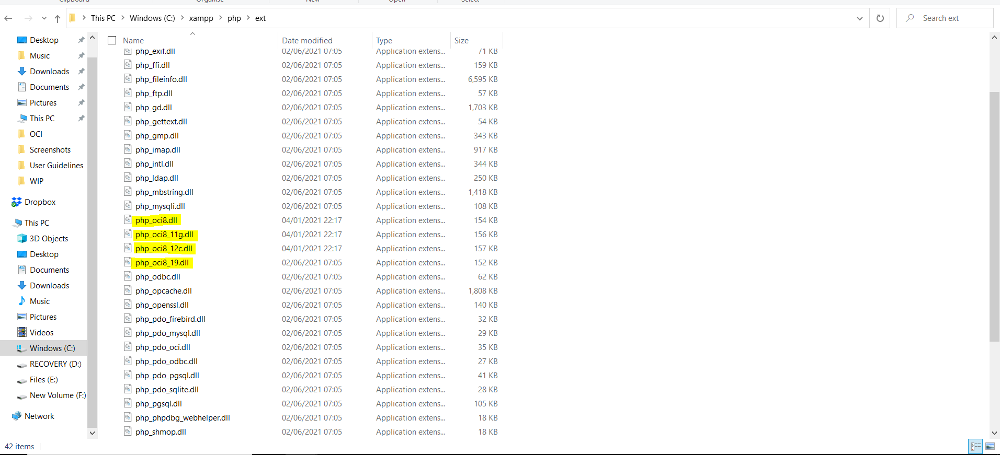 Clipboard Organise New Open Select
This PC Windows (C:) xampp php ext Search ext
Desktop
Music
Downloads
Documents
Pictures
This PC
OCI
Screenshots
User Guidelines
WIP
Dropbox
This PC
3D Objects
Desktop
Documents
Downloads
Music
Pictures
Videos
Windows (C:)
RECOVERY (D:)
Files (E:)
New Volume (F:)
Network
Name Date modified Type Size
php_exif.dll 02/06/2021 07:05 Application extens... 71 KB
php_ffi.dll 02/06/2021 07:05 Application extens... 159 KB
php_fileinfo.dll 02/06/2021 07:05 Application extens... 6,595 KB
php_ftp.dll 02/06/2021 07:05 Application extens... 57 KB
php_gd.dll 02/06/2021 07:05 Application extens... 1,703 KB
php_gettext.dll 02/06/2021 07:05 Application extens... 54 KB
php_gmp.dll 02/06/2021 07:05 Application extens... 343 KB
php_imap.dll 02/06/2021 07:05 Application extens... 917 KB
php_intl.dll 02/06/2021 07:05 Application extens... 344 KB
php_ldap.dll 02/06/2021 07:05 Application extens... 250 KB
php_mbstring.dll 02/06/2021 07:05 Application extens... 1,418 KB
php_mysqli.dll 02/06/2021 07:05 Application extens... 108 KB
php_oci8.dll 04/01/2021 22:17 Application extens... 154 KB
php_oci8_11g.dll 04/01/2021 22:17 Application extens... 156 KB
php_oci8_12c.dll 04/01/2021 22:17 Application extens... 157 KB
php_oci8_19.dll 02/06/2021 07:05 Application extens... 152 KB
php_odbc.dll 02/06/2021 07:05 Application extens... 62 KB
php_opcache.dll 02/06/2021 07:05 Application extens... 1,808 KB
php_openssl.dll 02/06/2021 07:05 Application extens... 140 KB
php_pdo_firebird.dll 02/06/2021 07:05 Application extens... 32 KB
php_pdo_mysql.dll 02/06/2021 07:05 Application extens... 29 KB
php_pdo_oci.dll 02/06/2021 07:05 Application extens... 35 KB
php_pdo_odbc.dll 02/06/2021 07:05 Application extens... 27 KB
php_pdo_pgsql.dll 02/06/2021 07:05 Application extens... 41 KB
php_pdo_sqlite.dll 02/06/2021 07:05 Application extens... 28 KB
php_pgsql.dll 02/06/2021 07:05 Application extens... 105 KB
php_phpdbg_webhelper.dll 02/06/2021 07:05 Application extens... 18 KB
php_shmop.dll 02/06/2021 07:05 Application extens... 18 KB
42 items